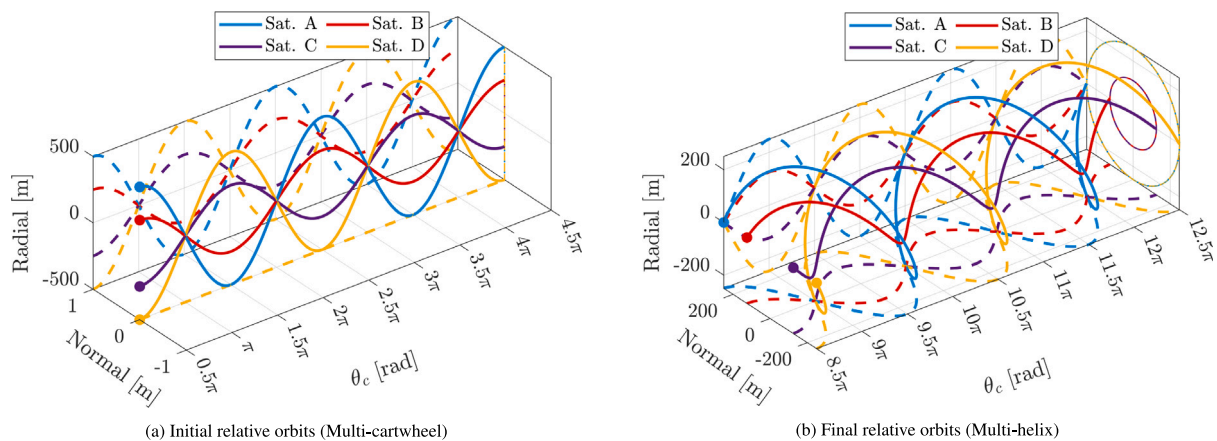 Sat. A Sat. B
Sat. C Sat. D
500
0
-500
Radial [m]
1
0
-1
Normal [m]
0.5π
π
1.5π
2π
2.5π
3π
3.5π
4π
4.5π
θc [rad]
(a) Initial relative orbits (Multi-cartwheel)
Sat. A Sat. B
Sat. C Sat. D
200
0
-200
Radial [m]
200
0
-200
Normal [m]
8.5π
9π
9.5π
10π
10.5π
11π
11.5π
12π
12.5π
θc [rad]
(b) Final relative orbits (Multi-helix)